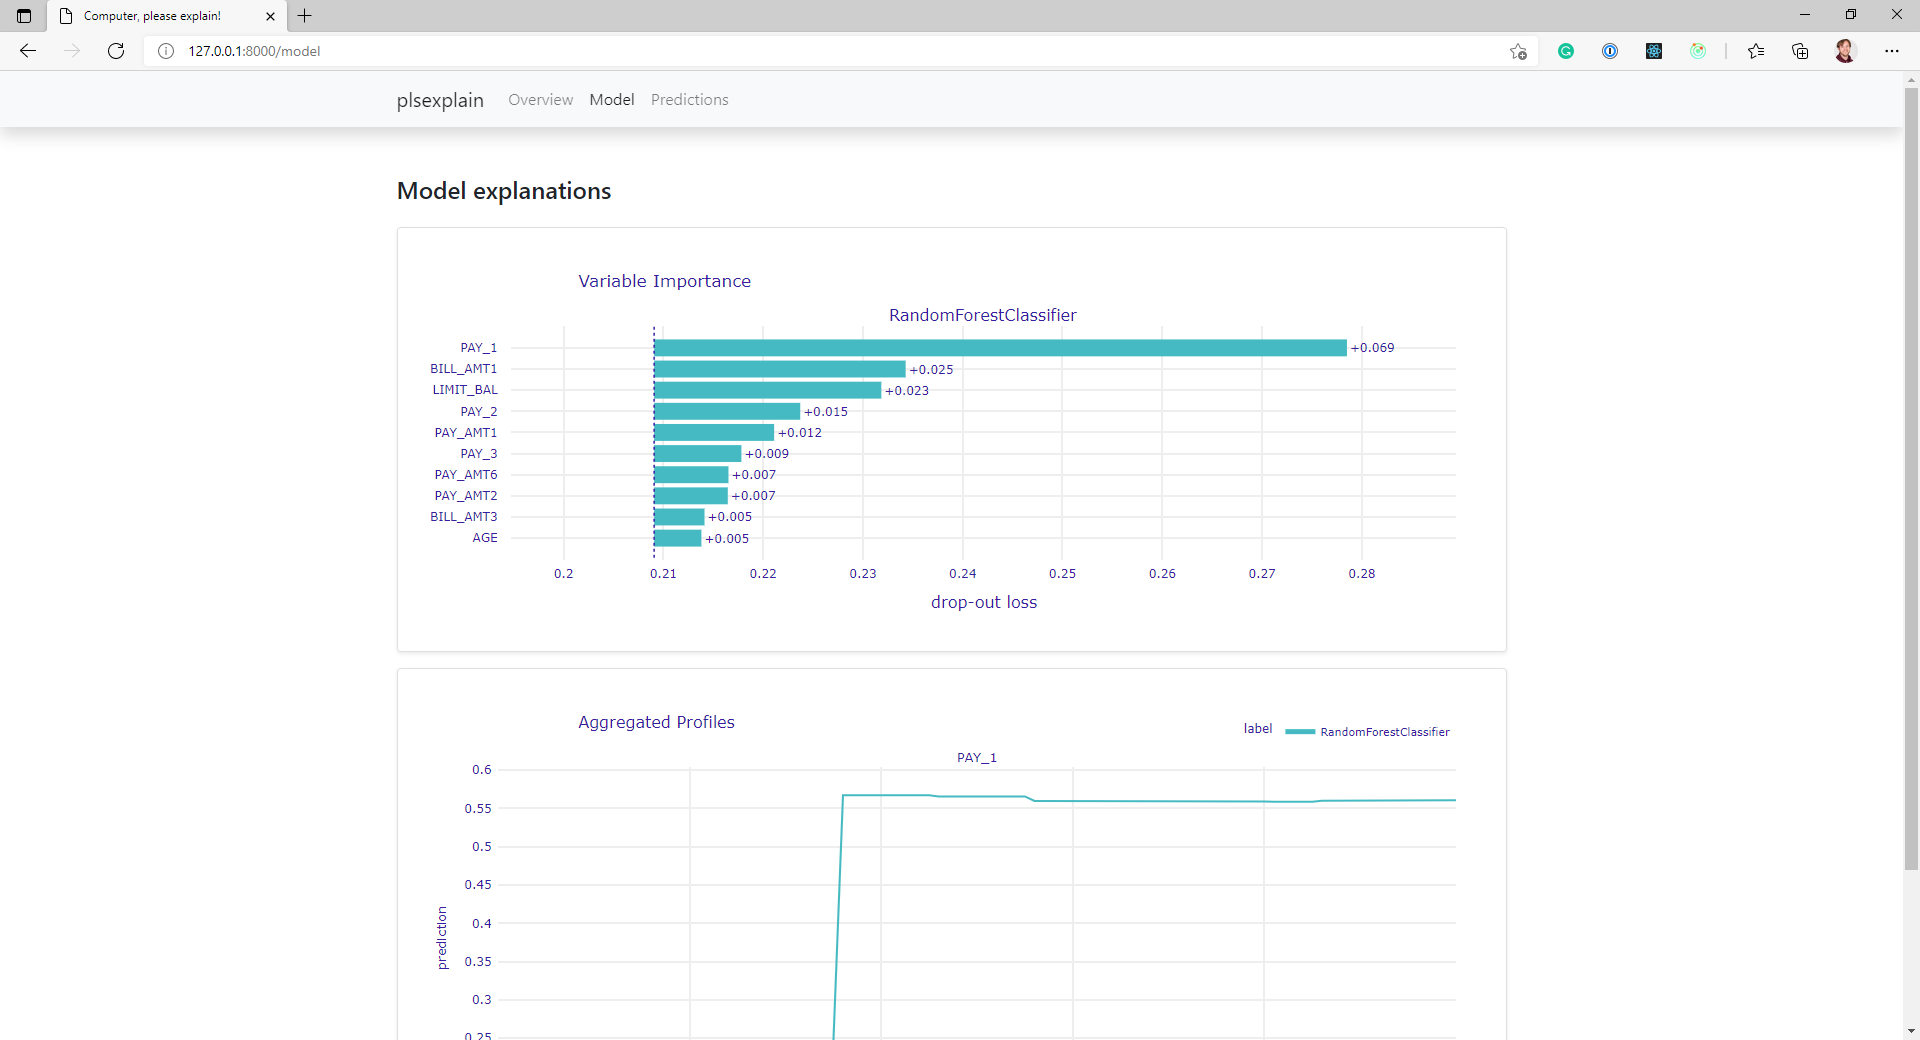 Computer, please explain!
127.0.0.1:8000/model
plsexplain Overview Model Predictions
Model explanations
Variable Importance
RandomForestClassifier
PAY_1 +0.069
BILL_AMT1 +0.025
LIMIT_BAL +0.023
PAY_2 +0.015
PAY_AMT1 +0.012
PAY_3 +0.009
PAY_AMT6 +0.007
PAY_AMT2 +0.007
BILL_AMT3 +0.005
AGE +0.005
0.2 0.21 0.22 0.23 0.24 0.25 0.26 0.27 0.28
drop-out loss
Aggregated Profiles
label RandomForestClassifier
PAY_1
0.6
0.55
0.5
0.45
0.4
prediction
0.35
0.3
0.25